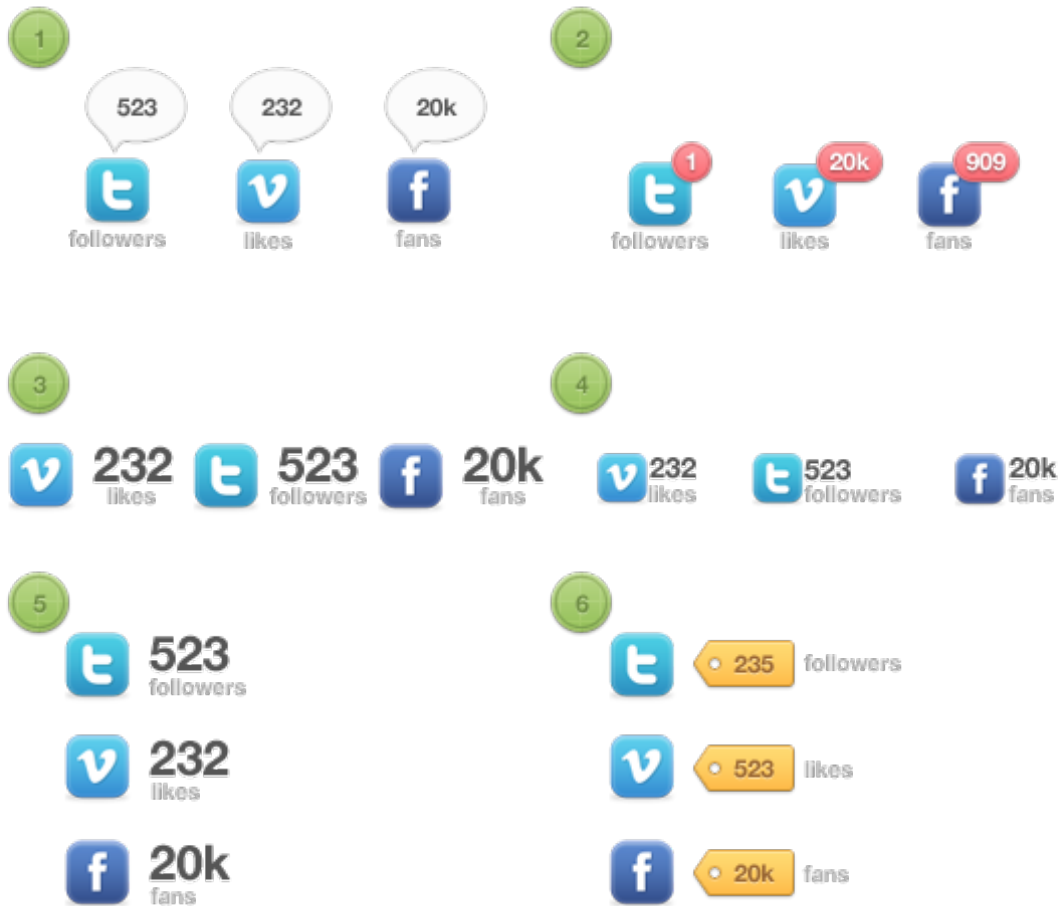 1
523 232 20k
followers likes fans
2
1 20k 909
followers likes fans
3
232 523 20k
likes followers fans
4
232 523 20k
likes followers fans
5
523
followers
232
likes
20k
fans
6
235 followers
523 likes
20k fans